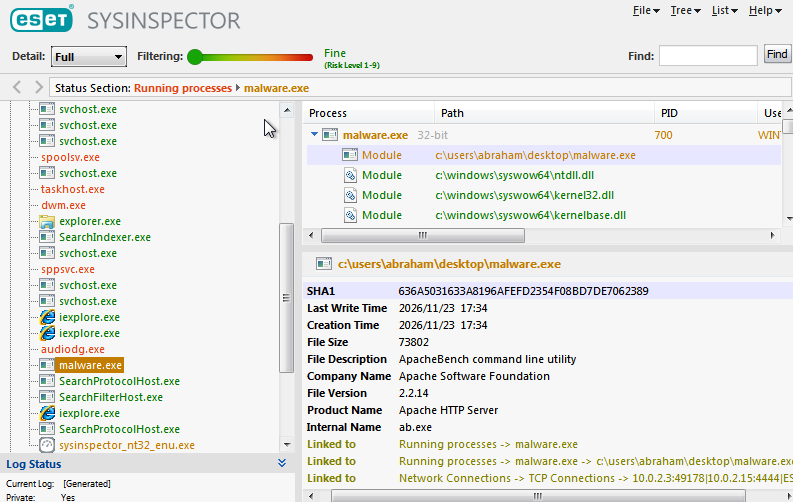 eset SYSINSPECTOR
File Tree List Help
Detail: Full Filtering: Fine
(Risk Level 1-9)
Find: Find
Status Section: Running processes malware.exe
svchost.exe
svchost.exe
svchost.exe
spoolsv.exe
svchost.exe
taskhost.exe
dwm.exe
explorer.exe
SearchIndexer.exe
svchost.exe
sppsvc.exe
svchost.exe
svchost.exe
iexplore.exe
iexplore.exe
audiodg.exe
malware.exe
SearchProtocolHost.exe
SearchFilterHost.exe
iexplore.exe
SearchProtocolHost.exe
sysinspector_nt32_enu.exe
Log Status
Current Log: [Generated]
Private: Yes
Process Path PID Use
malware.exe 32-bit 700 WIN
Module c:\users\abraham\desktop\malware.exe
Module c:\windows\syswow64\ntdll.dll
Module c:\windows\syswow64\kernel32.dll
Module c:\windows\syswow64\kernelbase.dll
c:\users\abraham\desktop\malware.exe
SHA1 636A5031633A8196AFEFD2354F08BD7DE7062389
Last Write Time 2026/11/23 17:34
Creation Time 2026/11/23 17:34
File Size 73802
File Description ApacheBench command line utility
Company Name Apache Software Foundation
File Version 2.2.14
Product Name Apache HTTP Server
Internal Name ab.exe
Linked to Running processes -> malware.exe
Linked to Running processes -> malware.exe -> c:\users\abraham\de
Linked to Network Connections -> TCP Connections -> 10.0.2.3:49178|10.0.2.15:4444|ES